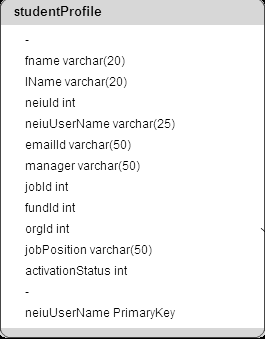 studentProfile
-
fname varchar(20)
lName varchar(20)
neiuId int
neiuUserName varchar(25)
emailId varchar(50)
manager varchar(50)
jobId int
fundId int
orgId int
jobPosition varchar(50)
activationStatus int
-
neiuUserName PrimaryKey